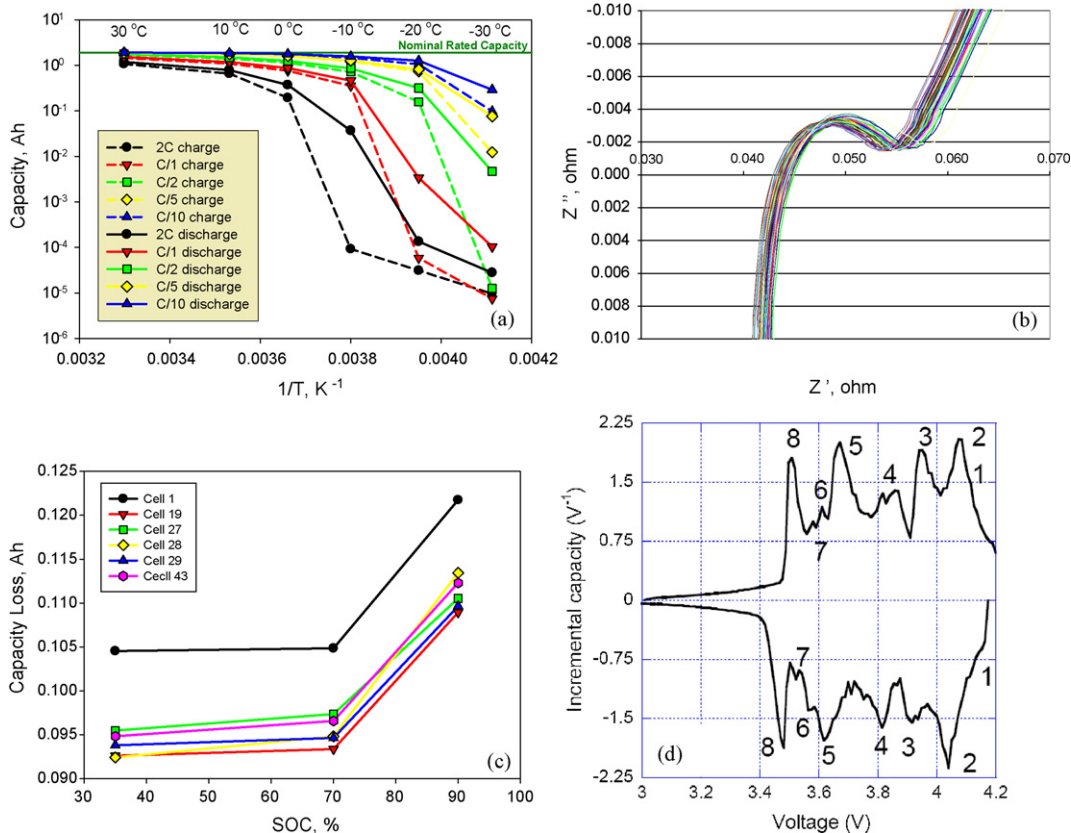 30 °C 10 °C 0 °C -10 °C -20 °C -30 °C
Nominal Rated Capacity
10¹
10⁰
10⁻¹
10⁻²
10⁻³
10⁻⁴
10⁻⁵
10⁻⁶
Capacity, Ah
2C charge
C/1 charge
C/2 charge
C/5 charge
C/10 charge
2C discharge
C/1 discharge
C/2 discharge
C/5 discharge
C/10 discharge
(a)
0.0032 0.0034 0.0036 0.0038 0.0040 0.0042
1/T, K⁻¹
-0.010
-0.008
-0.006
-0.004
-0.002
0.000
0.002
0.004
0.006
0.008
0.010
Z'', ohm
0.030 0.040 0.050 0.060 0.070
(b)
Z', ohm
0.125
0.120
0.115
0.110
0.105
0.100
0.095
0.090
Capacity Loss, Ah
Cell 1
Cell 19
Cell 27
Cell 28
Cell 29
Cecll 43
(c)
30 40 50 60 70 80 90 100
SOC, %
2.25
1.5
0.75
0
-0.75
-1.5
-2.25
Incremental capacity (V⁻¹)
8 6 7 5 4 3 2 1
8 7 6 5 4 3 2 1
(d)
3 3.2 3.4 3.6 3.8 4 4.2
Voltage (V)